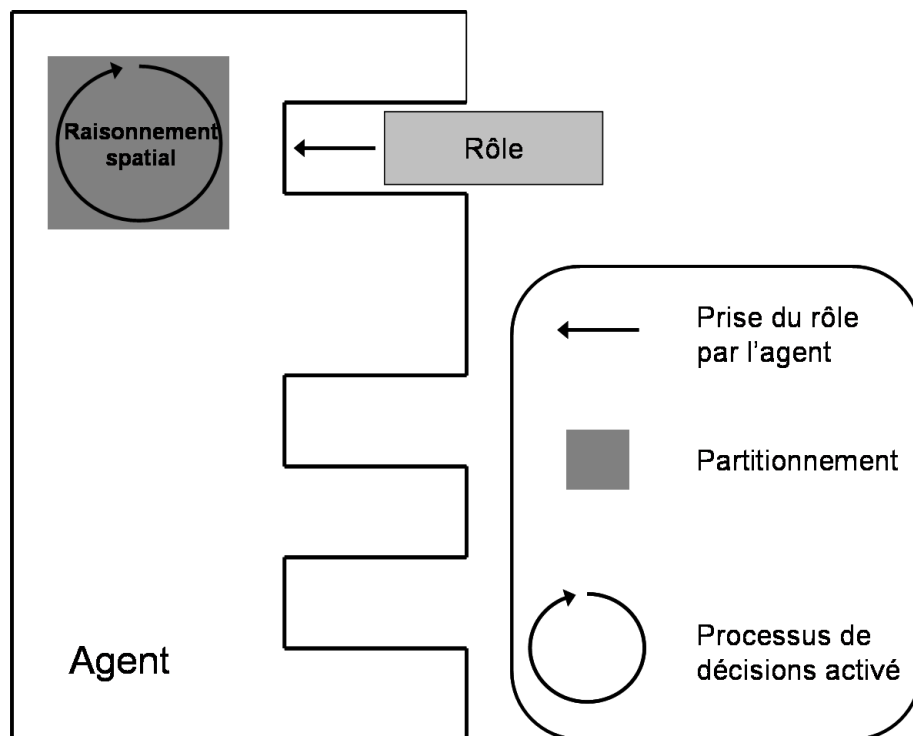 Raisonnement
spatial
Rôle
Prise du rôle
par l'agent
Partitionnement
Processus de
décisions activé
Agent